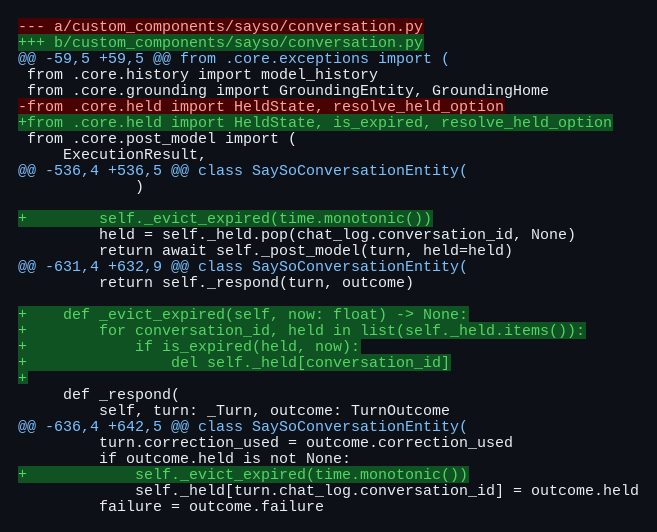 --- a/custom_components/sayso/conversation.py
+++ b/custom_components/sayso/conversation.py
@@ -59,5 +59,5 @@ from .core.exceptions import (
 from .core.history import model_history
 from .core.grounding import GroundingEntity, GroundingHome
-from .core.held import HeldState, resolve_held_option
+from .core.held import HeldState, is_expired, resolve_held_option
 from .core.post_model import (
     ExecutionResult,
@@ -536,4 +536,5 @@ class SaySoConversationEntity(
             )

+        self._evict_expired(time.monotonic())
         held = self._held.pop(chat_log.conversation_id, None)
         return await self._post_model(turn, held=held)
@@ -631,4 +632,9 @@ class SaySoConversationEntity(
         return self._respond(turn, outcome)

+    def _evict_expired(self, now: float) -> None:
+        for conversation_id, held in list(self._held.items()):
+            if is_expired(held, now):
+                del self._held[conversation_id]
+
     def _respond(
         self, turn: _Turn, outcome: TurnOutcome
@@ -636,4 +642,5 @@ class SaySoConversationEntity(
         turn.correction_used = outcome.correction_used
         if outcome.held is not None:
+            self._evict_expired(time.monotonic())
             self._held[turn.chat_log.conversation_id] = outcome.held
         failure = outcome.failure